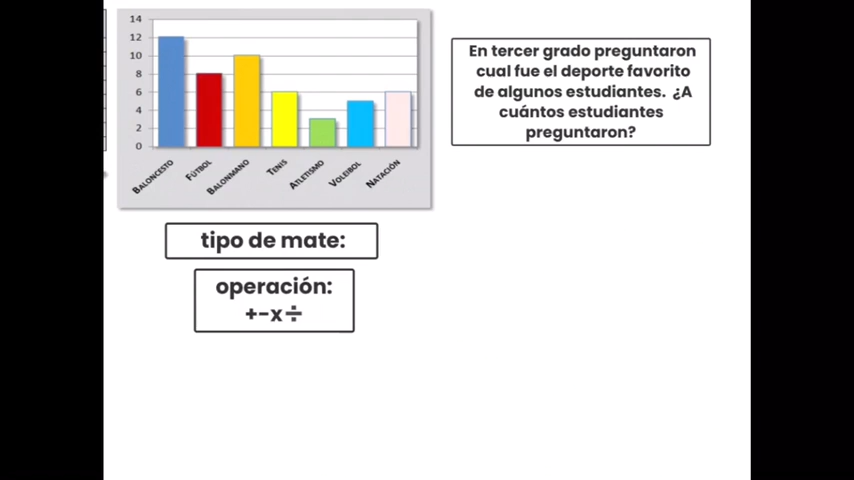 14
12
10
8
6
4
2
0
Baloncesto
Fútbol
Balonmano
Tenis
Atletismo
Voleibol
Natación
En tercer grado preguntaron
cual fue el deporte favorito
de algunos estudiantes. ¿A
cuántos estudiantes
preguntaron?
tipo de mate:
operación:
+-x÷